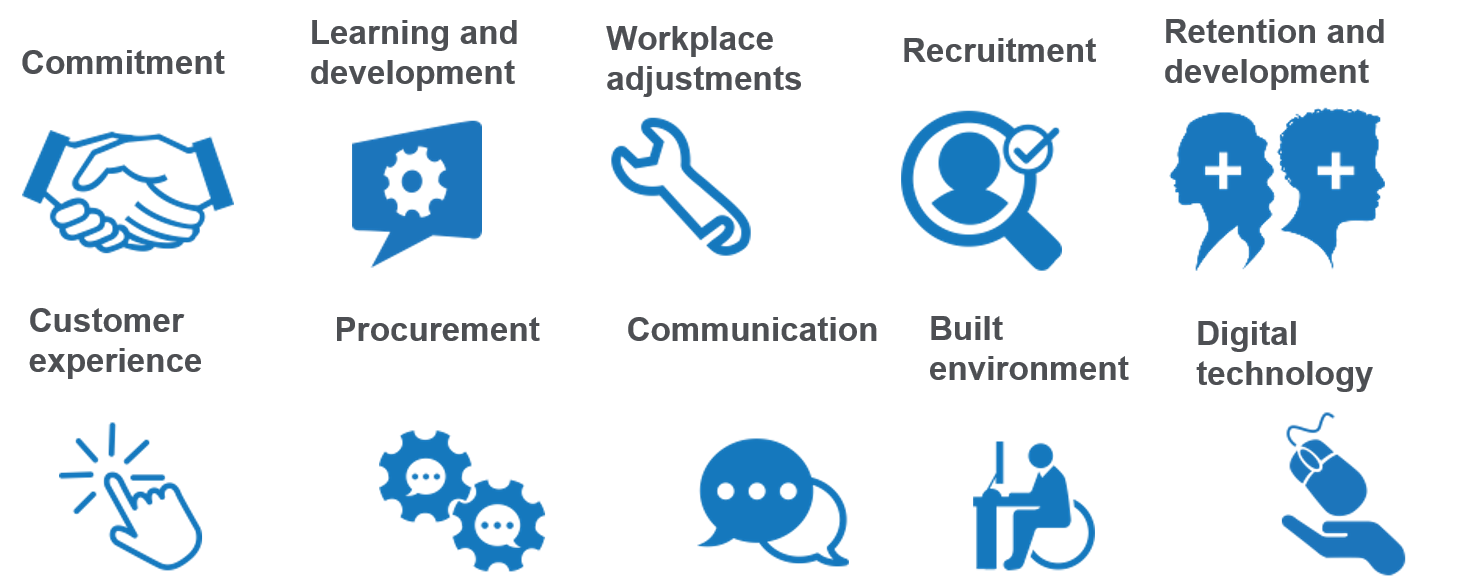 Commitment
Learning and
development
Workplace
adjustments
Recruitment
Retention and
development
Customer
experience
Procurement
Communication
Built
environment
Digital
technology